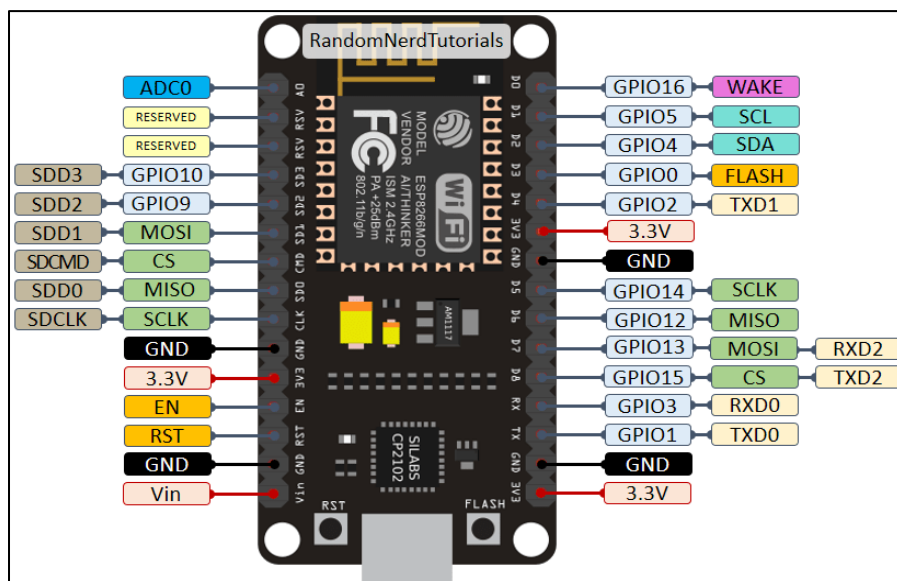 RandomNerdTutorials
ADC0 A0
RESERVED RSV
RESERVED RSV
SDD3 GPIO10 SD3
SDD2 GPIO9 SD2
SDD1 MOSI SD1
SDCMD CS CMD
SDD0 MISO SD0
SDCLK SCLK CLK
GND GND
3.3V 3V3
EN EN
RST RST
GND GND
Vin Vin
D0 GPIO16 WAKE
D1 GPIO5 SCL
D2 GPIO4 SDA
D3 GPIO0 FLASH
D4 GPIO2 TXD1
3V3 3.3V
GND GND
D5 GPIO14 SCLK
D6 GPIO12 MISO
D7 GPIO13 MOSI RXD2
D8 GPIO15 CS TXD2
RX GPIO3 RXD0
TX GPIO1 TXD0
GND GND
3V3 3.3V
MODEL ESP8266MOD
VENDOR AI/THINKER
ISM 2.4GHz
PA +25dBm
802.11b/g/n
FC
Wi Fi
AM1117
SILABS
CP2102
RST
FLASH